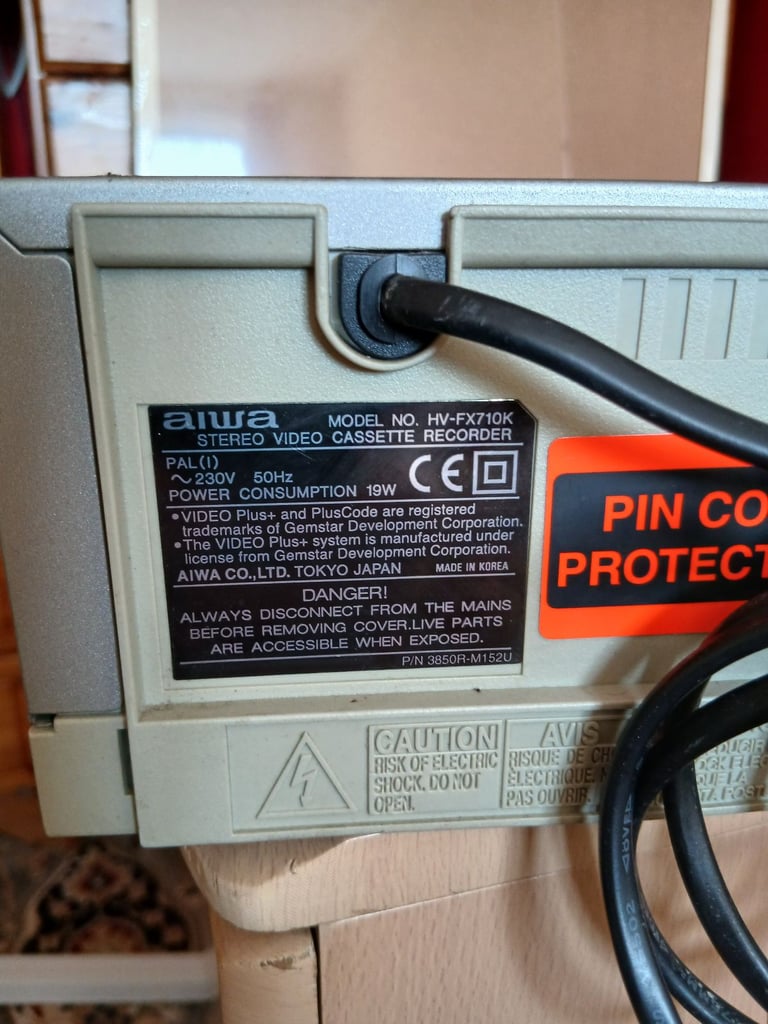 aiwa
MODEL NO. HV-FX710K
STEREO VIDEO CASSETTE RECORDER
PAL(I)
~230V 50Hz
POWER CONSUMPTION 19W
CE
•VIDEO Plus+ and PlusCode are registered
trademarks of Gemstar Development Corporation.
•The VIDEO Plus+ system is manufactured under
license from Gemstar Development Corporation.
AIWA CO.,LTD. TOKYO JAPAN MADE IN KOREA
DANGER!
ALWAYS DISCONNECT FROM THE MAINS
BEFORE REMOVING COVER.LIVE PARTS
ARE ACCESSIBLE WHEN EXPOSED.
P/N 3850R-M152U
PIN CO
PROTECT
CAUTION
RISK OF ELECTRIC
SHOCK. DO NOT
OPEN.
AVIS
RISQUE DE CH
ÉLECTRIQUE. N
PAS OUVRIR.